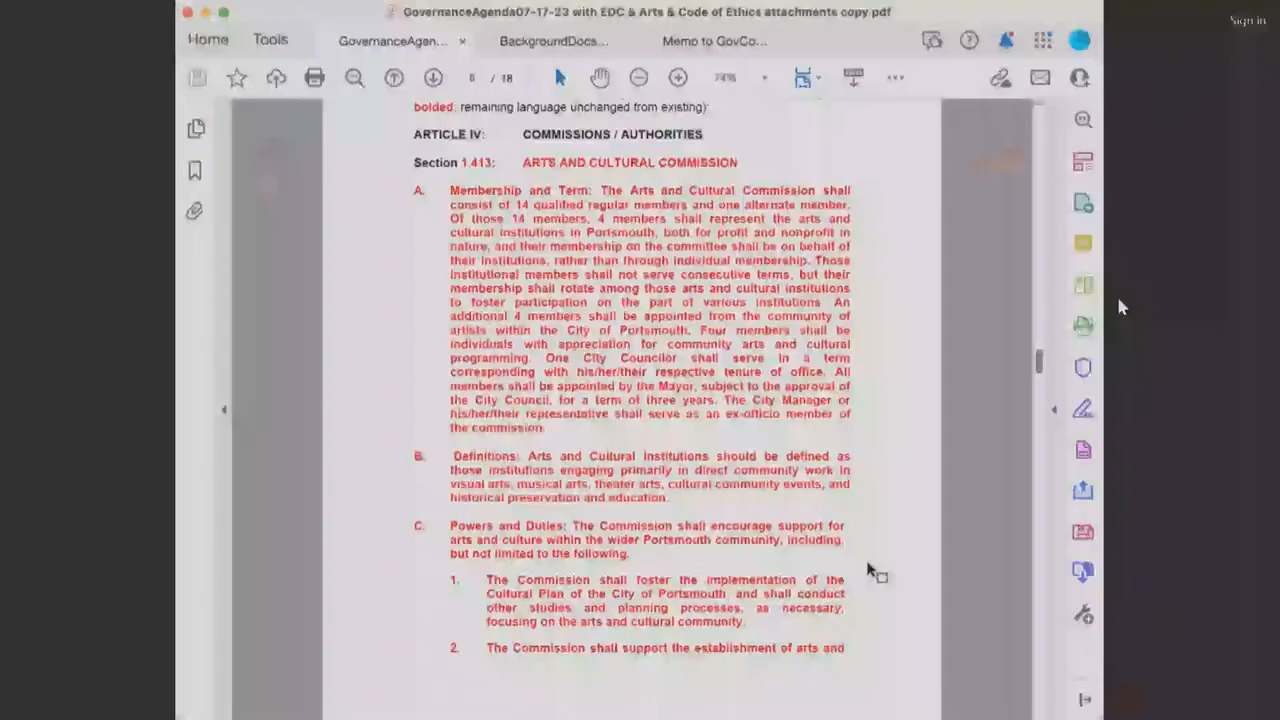 Sign in
GovernanceAgenda07-17-23 with EDC & Arts & Code of Ethics attachments copy.pdf
Home Tools GovernanceAgen... × BackgroundDocs... Memo to GovCo...
/ 18 74%
bolded; remaining language unchanged from existing):
ARTICLE IV: COMMISSIONS / AUTHORITIES
Section 1.413: ARTS AND CULTURAL COMMISSION
A. Membership and Term: The Arts and Cultural Commission shall
consist of 14 qualified regular members and one alternate member.
Of those 14 members, 4 members shall represent the arts and
cultural institutions in Portsmouth, both for profit and nonprofit in
nature, and their membership on the committee shall be on behalf of
their institutions, rather than through individual membership. Those
institutional members shall not serve consecutive terms, but their
membership shall rotate among those arts and cultural institutions
to foster participation on the part of various institutions. An
additional 4 members shall be appointed from the community of
artists within the City of Portsmouth. Four members shall be
individuals with appreciation for community arts and cultural
programming. One City Councilor shall serve in a term
corresponding with his/her/their respective tenure of office. All
members shall be appointed by the Mayor, subject to the approval of
the City Council, for a term of three years. The City Manager or
his/her/their representative shall serve as an ex-officio member of
the commission.
B. Definitions: Arts and Cultural Institutions should be defined as
those institutions engaging primarily in direct community work in
visual arts, musical arts, theater arts, cultural community events, and
historical preservation and education.
C. Powers and Duties: The Commission shall encourage support for
arts and culture within the wider Portsmouth community, including,
but not limited to the following.
1. The Commission shall foster the implementation of the
Cultural Plan of the City of Portsmouth, and shall conduct
other studies and planning processes, as necessary,
focusing on the arts and cultural community.
2. The Commission shall support the establishment of arts and